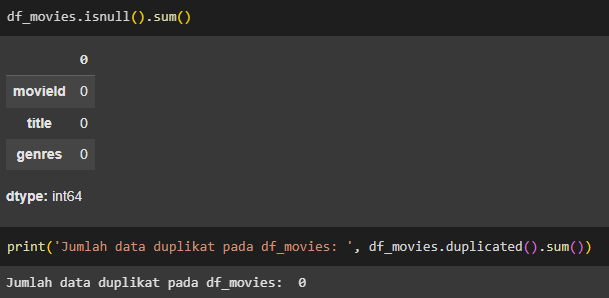 df_movies.isnull().sum()
0
movieId 0
title 0
genres 0
dtype: int64
print('Jumlah data duplikat pada df_movies: ', df_movies.duplicated().sum())
Jumlah data duplikat pada df_movies:  0